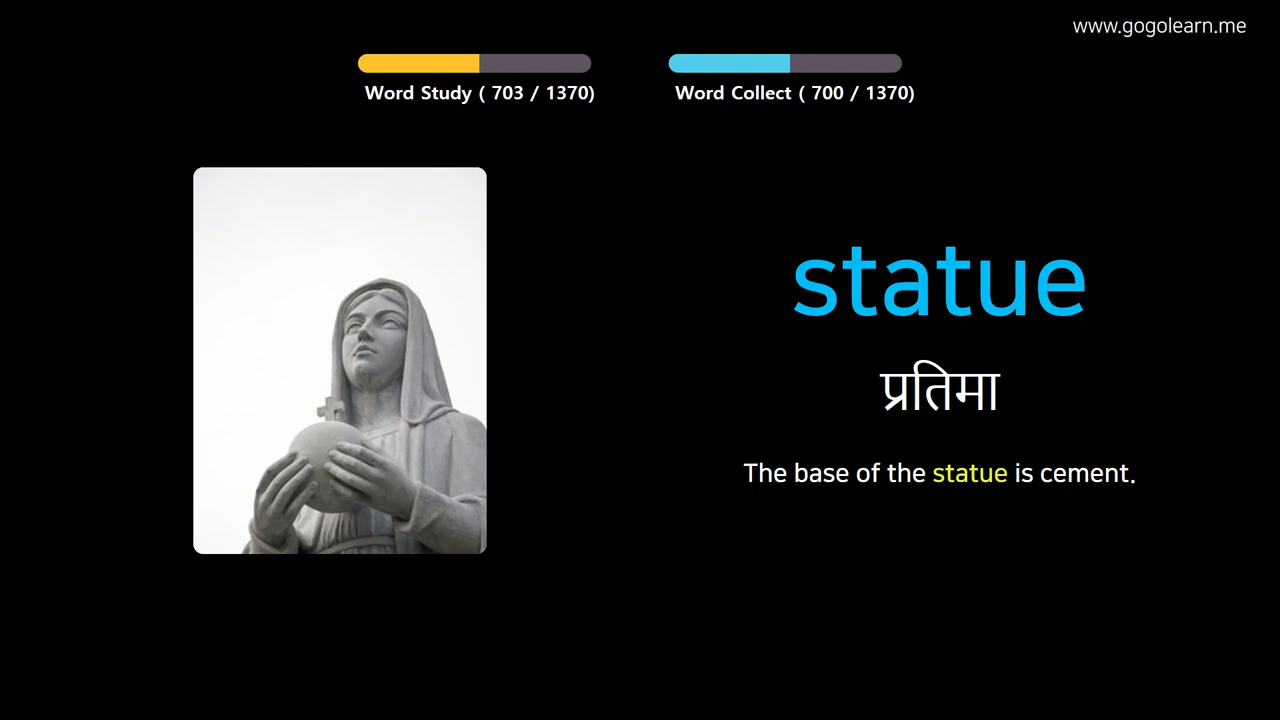 www.gogolearn.me
Word Study ( 703 / 1370)
Word Collect ( 700 / 1370)
statue
प्रतिमा
The base of the statue is cement.